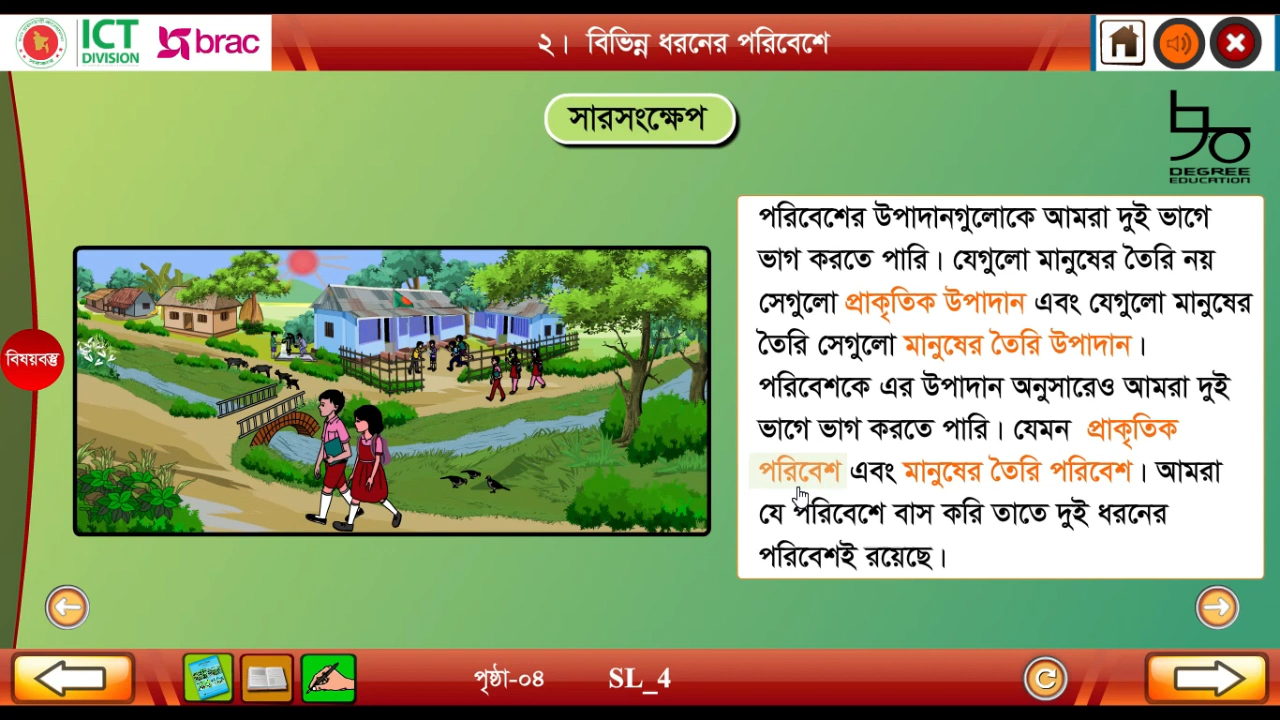 ICT
DIVISION
brac
২। বিভিন্ন ধরনের পরিবেশে
সারসংক্ষেপ
DEGREE
EDUCATION
পরিবেশের উপাদানগুলোকে আমরা দুই ভাগে
ভাগ করতে পারি। যেগুলো মানুষের তৈরি নয়
সেগুলো প্রাকৃতিক উপাদান এবং যেগুলো মানুষের
তৈরি সেগুলো মানুষের তৈরি উপাদান।
পরিবেশকে এর উপাদান অনুসারেও আমরা দুই
ভাগে ভাগ করতে পারি। যেমন প্রাকৃতিক
পরিবেশ এবং মানুষের তৈরি পরিবেশ। আমরা
যে পরিবেশে বাস করি তাতে দুই ধরনের
পরিবেশই রয়েছে।
বিষয়বস্তু
পৃষ্ঠা-০৪
SL_4